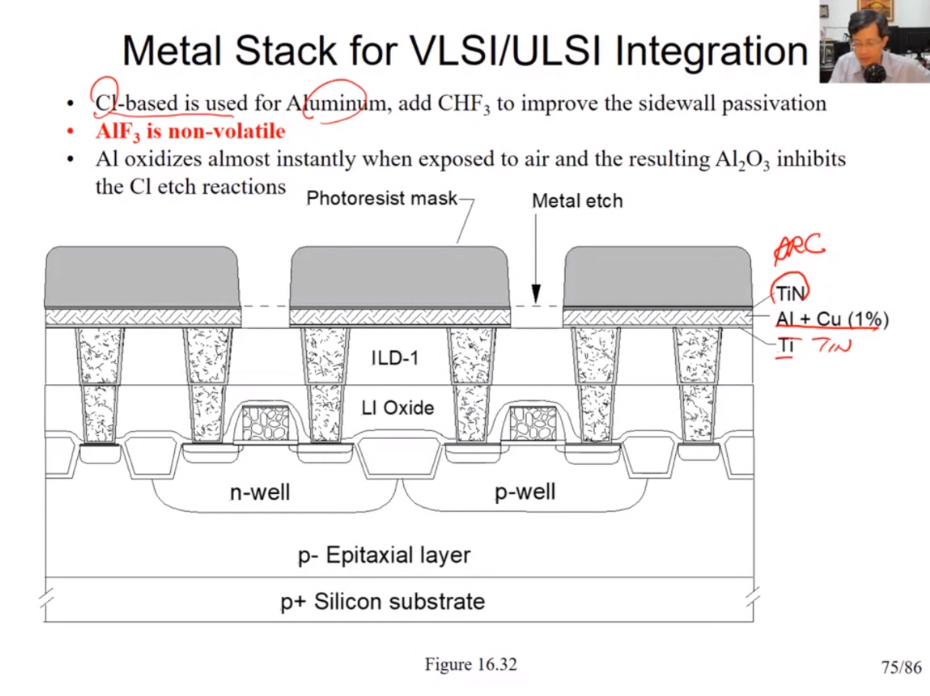 Metal Stack for VLSI/ULSI Integration
• Cl-based is used for Aluminum, add CHF₃ to improve the sidewall passivation
• AlF₃ is non-volatile
• Al oxidizes almost instantly when exposed to air and the resulting Al₂O₃ inhibits
the Cl etch reactions
Photoresist mask
Metal etch
ARC
TiN
Al + Cu (1%)
Ti TiN
ILD-1
LI Oxide
n-well
p-well
p- Epitaxial layer
p+ Silicon substrate
Figure 16.32
75/86